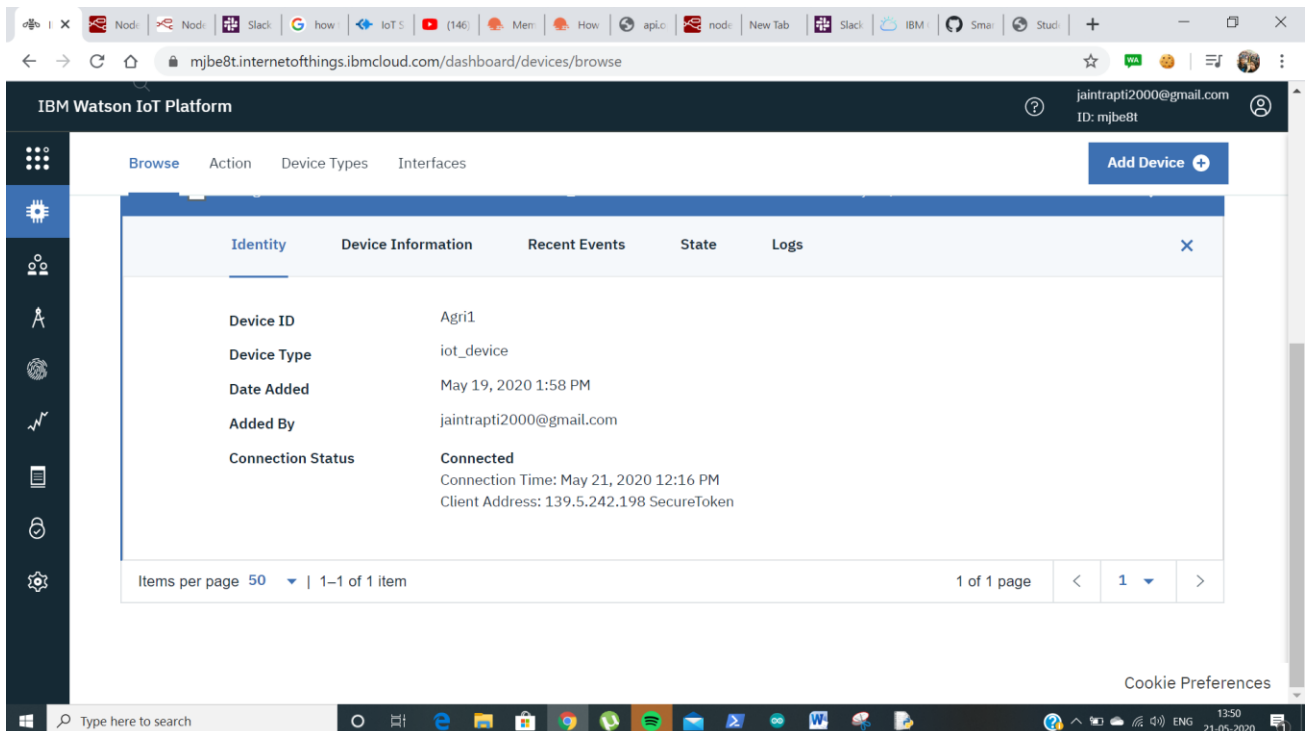 Node
Node
Slack
how
IoT S
(146)
Mem
How
api.o
node
New Tab
Slack
IBM
Smar
Stude
mjbe8t.internetofthings.ibmcloud.com/dashboard/devices/browse
WA
IBM Watson IoT Platform
jaintrapti2000@gmail.com
ID: mjbe8t
Browse Action Device Types Interfaces
Add Device
Identity Device Information Recent Events State Logs
Device ID Agri1
Device Type iot_device
Date Added May 19, 2020 1:58 PM
Added By jaintrapti2000@gmail.com
Connection Status Connected
Connection Time: May 21, 2020 12:16 PM
Client Address: 139.5.242.198 SecureToken
Items per page 50 | 1–1 of 1 item 1 of 1 page < 1 >
Cookie Preferences
Type here to search
ENG
13:50
21-05-2020